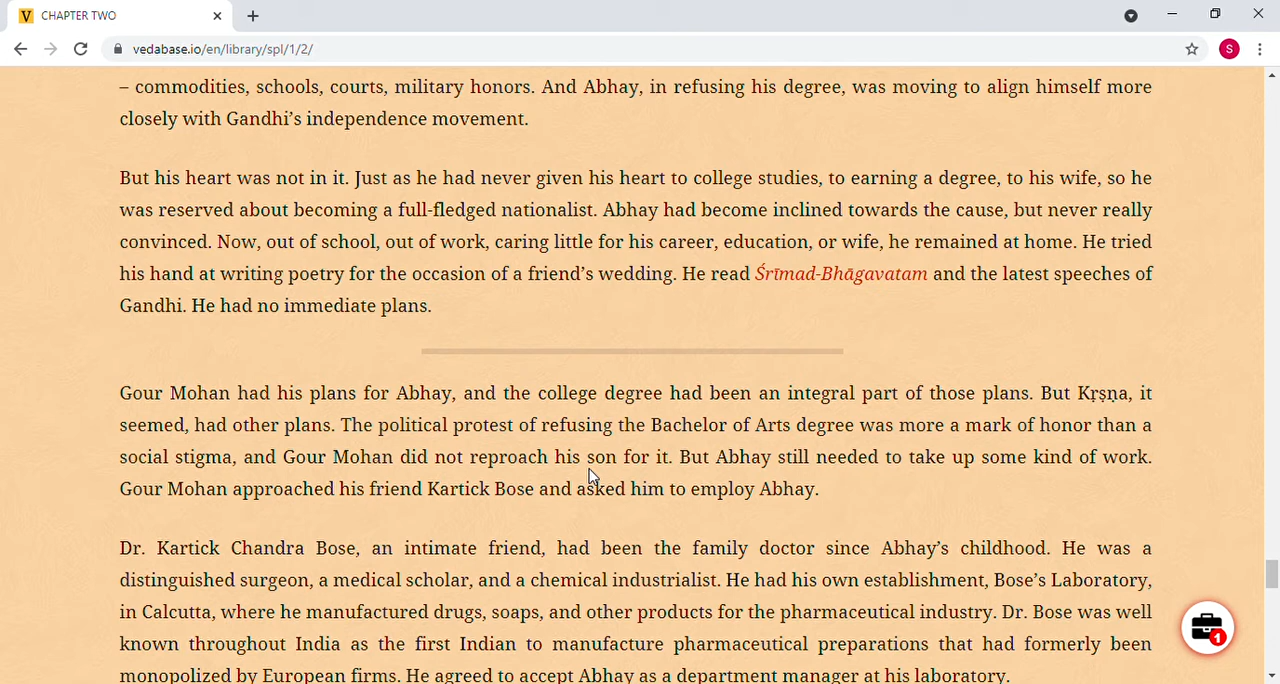 CHAPTER TWO
vedabase.io/en/library/spl/1/2/
S
– commodities, schools, courts, military honors. And Abhay, in refusing his degree, was moving to align himself more
closely with Gandhi’s independence movement.
But his heart was not in it. Just as he had never given his heart to college studies, to earning a degree, to his wife, so he
was reserved about becoming a full-fledged nationalist. Abhay had become inclined towards the cause, but never really
convinced. Now, out of school, out of work, caring little for his career, education, or wife, he remained at home. He tried
his hand at writing poetry for the occasion of a friend’s wedding. He read Śrīmad-Bhāgavatam and the latest speeches of
Gandhi. He had no immediate plans.
Gour Mohan had his plans for Abhay, and the college degree had been an integral part of those plans. But Kṛṣṇa, it
seemed, had other plans. The political protest of refusing the Bachelor of Arts degree was more a mark of honor than a
social stigma, and Gour Mohan did not reproach his son for it. But Abhay still needed to take up some kind of work.
Gour Mohan approached his friend Kartick Bose and asked him to employ Abhay.
Dr. Kartick Chandra Bose, an intimate friend, had been the family doctor since Abhay’s childhood. He was a
distinguished surgeon, a medical scholar, and a chemical industrialist. He had his own establishment, Bose’s Laboratory,
in Calcutta, where he manufactured drugs, soaps, and other products for the pharmaceutical industry. Dr. Bose was well
known throughout India as the first Indian to manufacture pharmaceutical preparations that had formerly been
monopolized by European firms. He agreed to accept Abhay as a department manager at his laboratory.
1